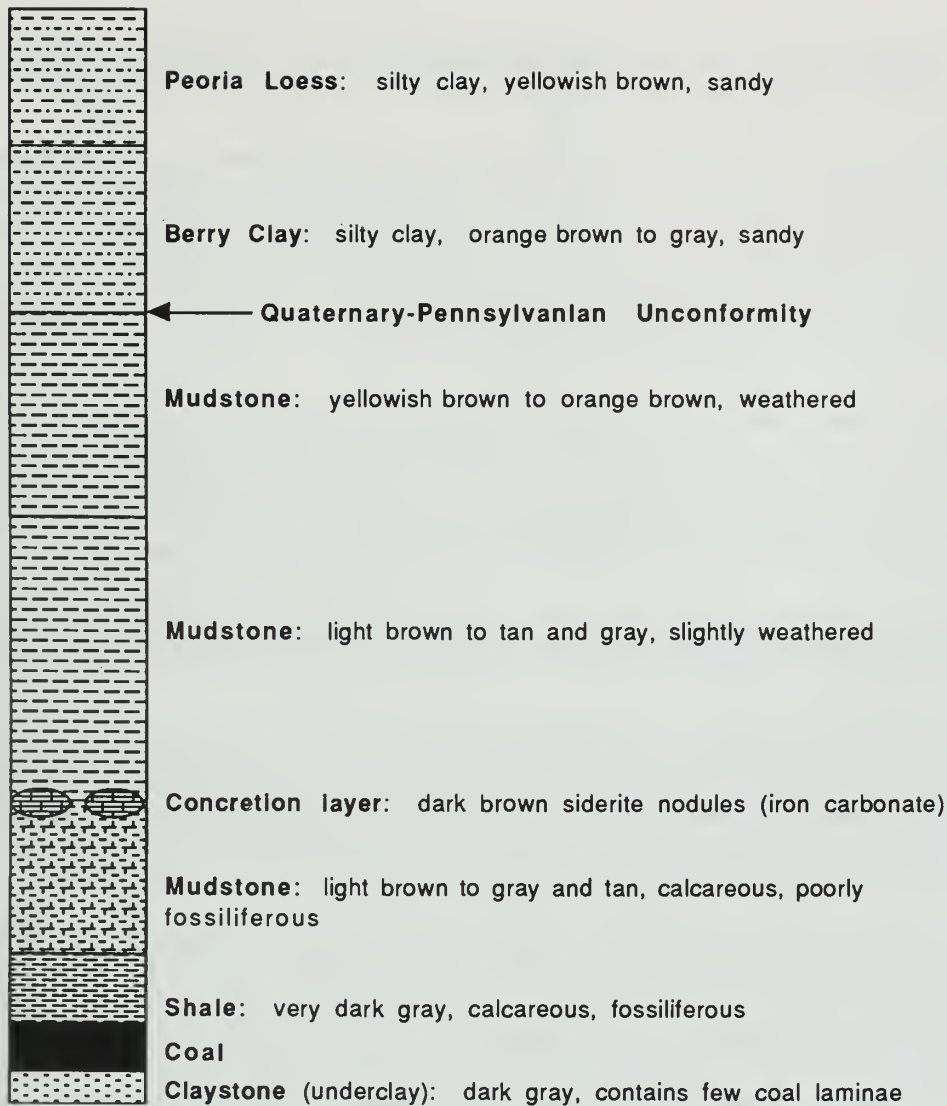 Peoria Loess: silty clay, yellowish brown, sandy
Berry Clay: silty clay, orange brown to gray, sandy
Quaternary-Pennsylvanian Unconformity
Mudstone: yellowish brown to orange brown, weathered
Mudstone: light brown to tan and gray, slightly weathered
Concretion layer: dark brown siderite nodules (iron carbonate)
Mudstone: light brown to gray and tan, calcareous, poorly
fossiliferous
Shale: very dark gray, calcareous, fossiliferous
Coal
Claystone (underclay): dark gray, contains few coal laminae